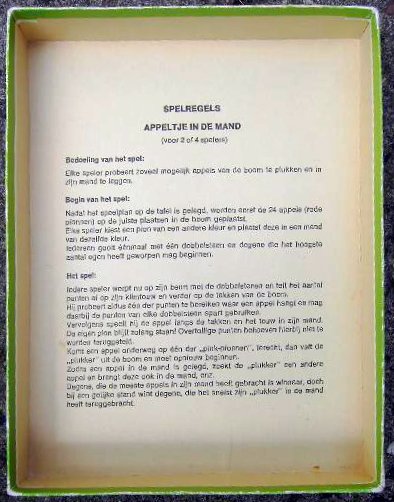 SPELREGELS
APPELTJE IN DE MAND
(voor 2 of 4 spelers)
Bedoeling van het spel:
Elke speler probeert zoveel mogelijk appels van de boom te plukken en in
zijn mand te leggen.
Begin van het spel:
Nadat het speelplan op de tafel is gelegd, worden eerst de 24 appels (rode
pionnen) op de juiste plaatsen in de boom geplaatst.
Elke speler kiest een pion van een andere kleur en plaatst deze in een mand
van dezelfde kleur.
Iedereen gooit éénmaal met één dobbelsteen en degene die het hoogste
aantal ogen heeft geworpen mag beginnen.
Het spel:
Iedere speler werpt nu op zijn beurt met de dobbelstenen en telt het aantal
punten af op zijn klimtouw en verder op de takken van de boom.
Hij probeert aldus één der punten te bereiken waar een appel hangt en mag
daarbij de punten van elke dobbelsteen apart gebruiken.
Vervolgens speelt hij de appel langs de takken en het touw in zijn mand.
De eigen pion blijft zolang staan! Overtollige punten behoeven hierbij niet te
worden teruggeteld.
Komt een appel onderweg op één der terecht, dan valt de
„plukker" uit de boom en moet opnieuw beginnen.
Zodra een appel in de mand is gelegd, zoekt de „plukker" een andere
appel en brengt deze ook in de mand, enz.
Degene, die de meeste appels in zijn mand heeft gebracht is winnaar, doch
bij een gelijke stand wint degene, die het snelst zijn „plukker" in de mand
heeft teruggebracht.